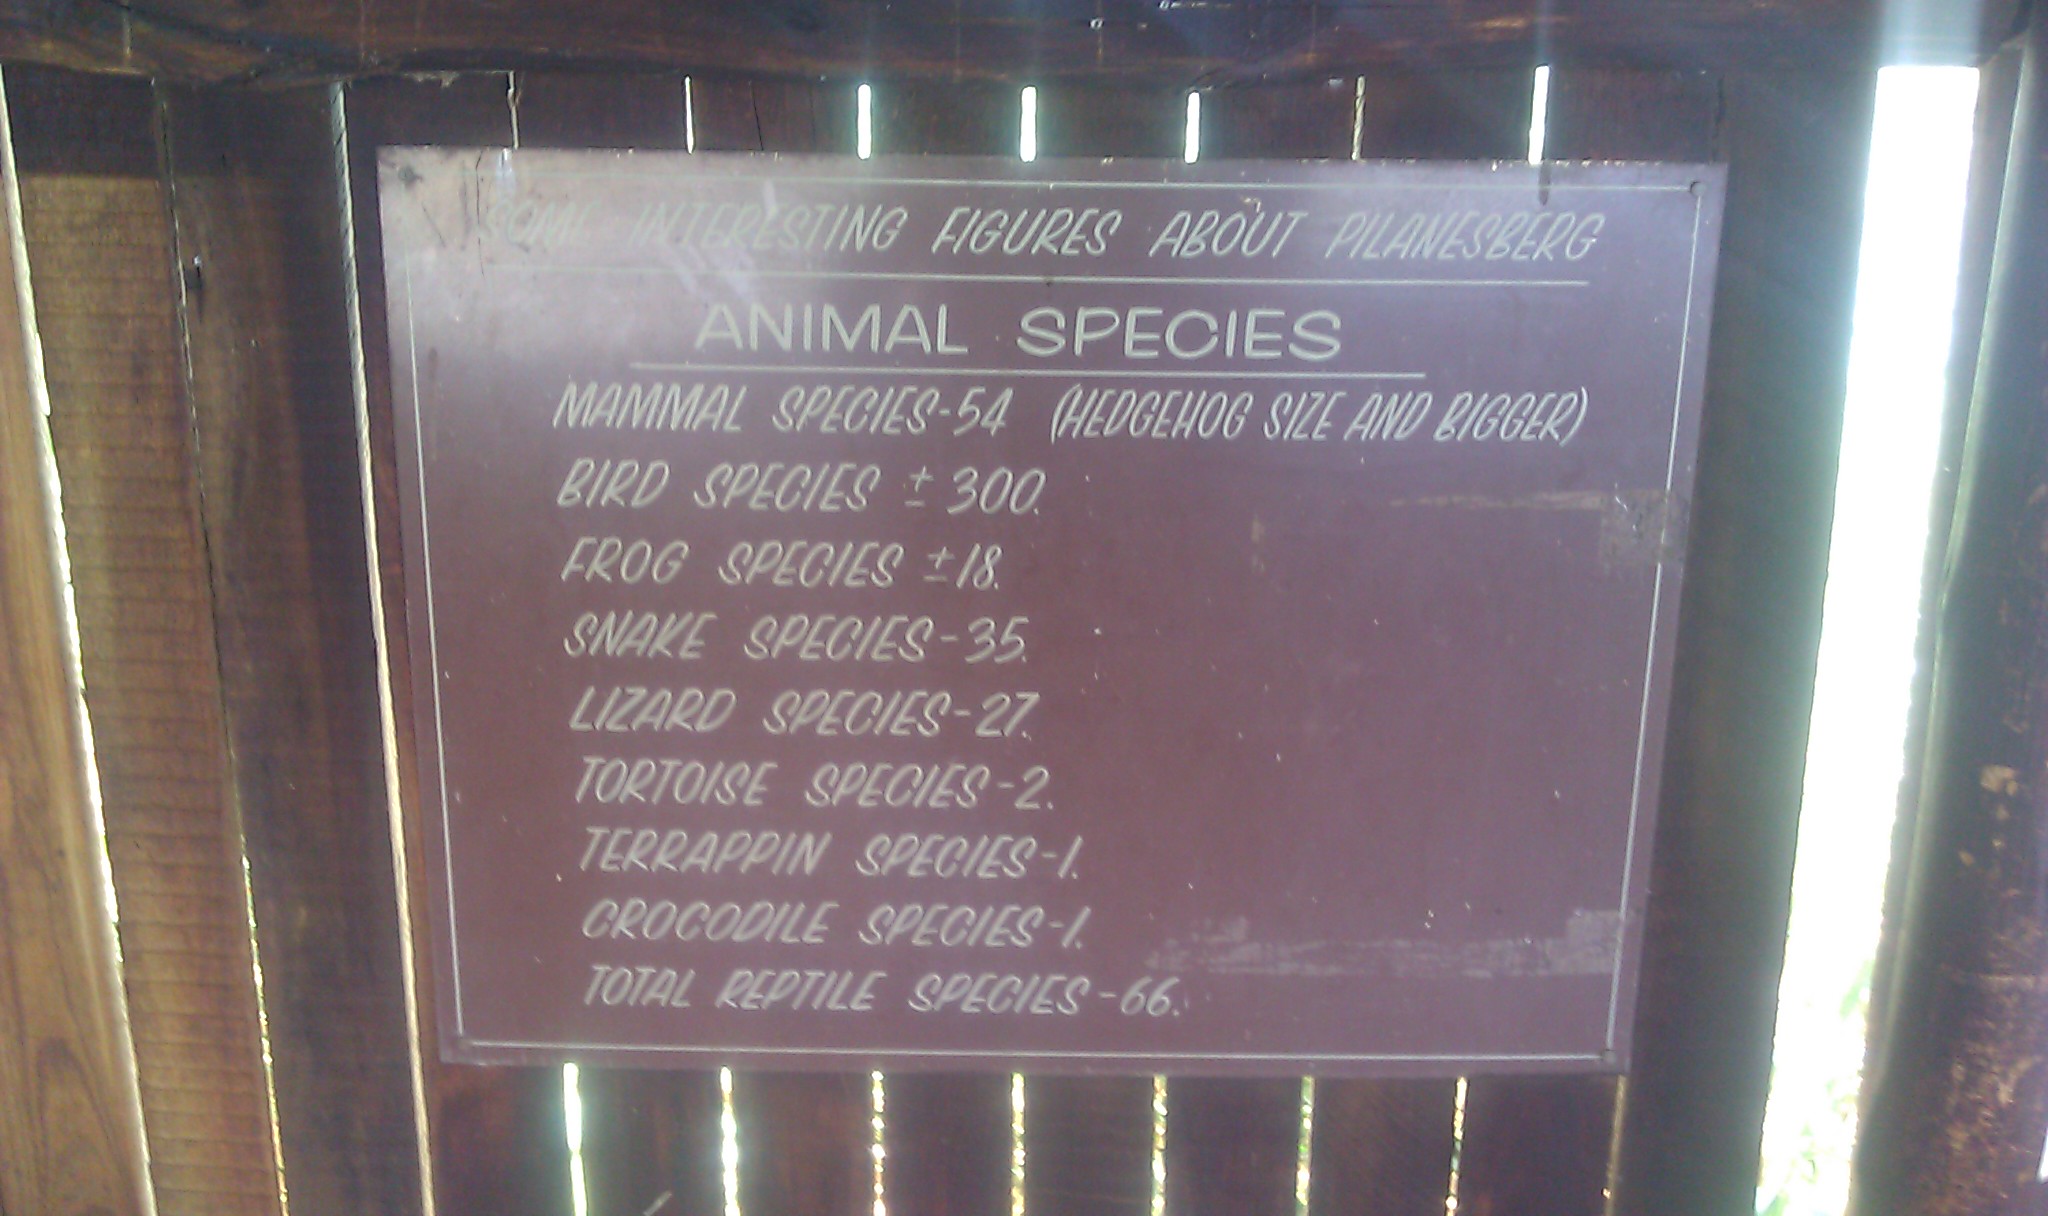 SOME INTERESTING FIGURES ABOUT PILANESBERG
ANIMAL SPECIES
MAMMAL SPECIES-54 (HEDGEHOG SIZE AND BIGGER)
BIRD SPECIES ± 300.
FROG SPECIES ±18.
SNAKE SPECIES-35.
LIZARD SPECIES-27.
TORTOISE SPECIES-2.
TERRAPPIN SPECIES-1.
CROCODILE SPECIES-1.
TOTAL REPTILE SPECIES-66.